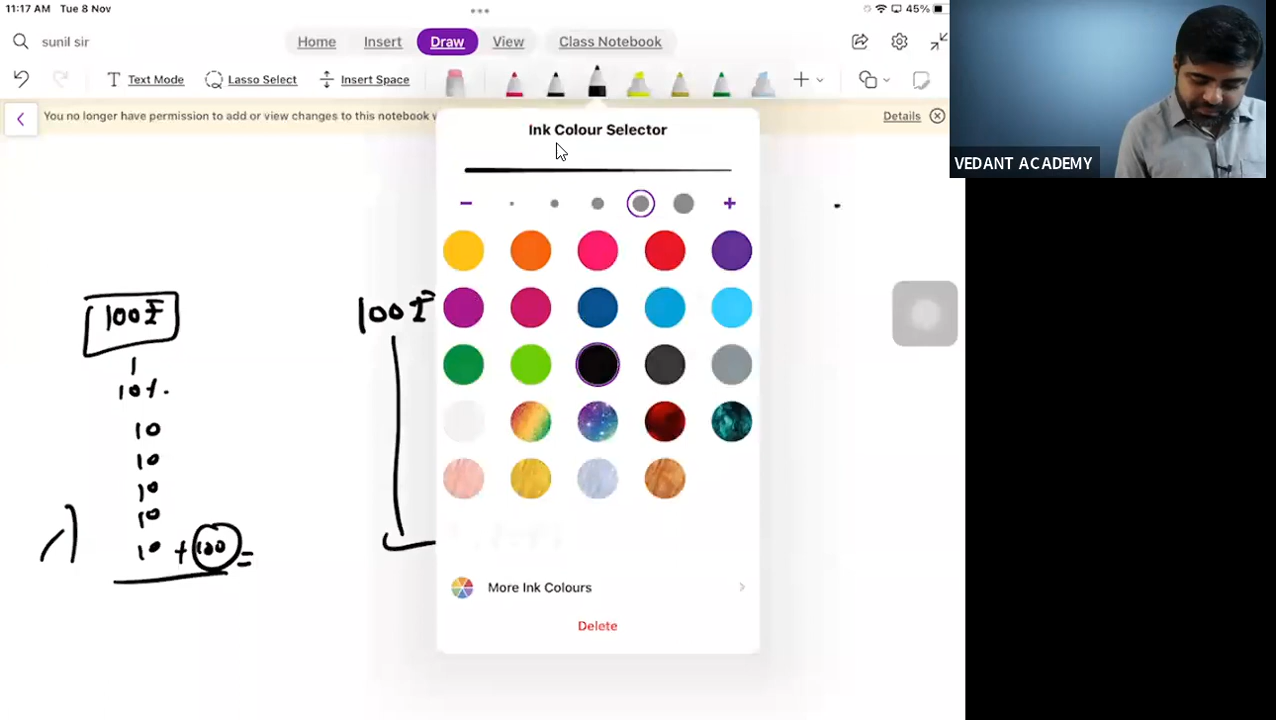 11:17 AM Tue 8 Nov
45%
sunil sir
Home Insert Draw View Class Notebook
Text Mode Lasso Select Insert Space
You no longer have permission to add or view changes to this notebook
Details
Ink Colour Selector
VEDANT ACADEMY
100₹
100₹
10%.
10
10
10
10
10 + 100 =
More Ink Colours
Delete